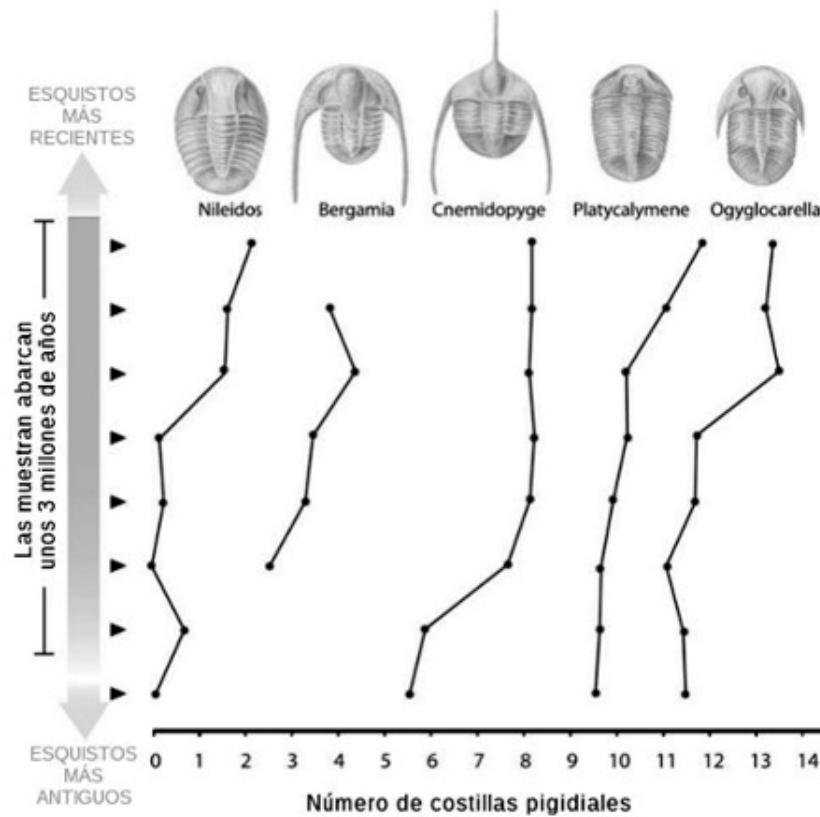 ESQUISTOS
MÁS
RECIENTES
Nileidos
Bergamia
Cnemidopyge
Platycalymene
Ogyglocarella
Las muestran abarcan
unos 3 millones de años
ESQUISTOS
MÁS
ANTIGUOS
0 1 2 3 4 5 6 7 8 9 10 11 12 13 14
Número de costillas pigidiales